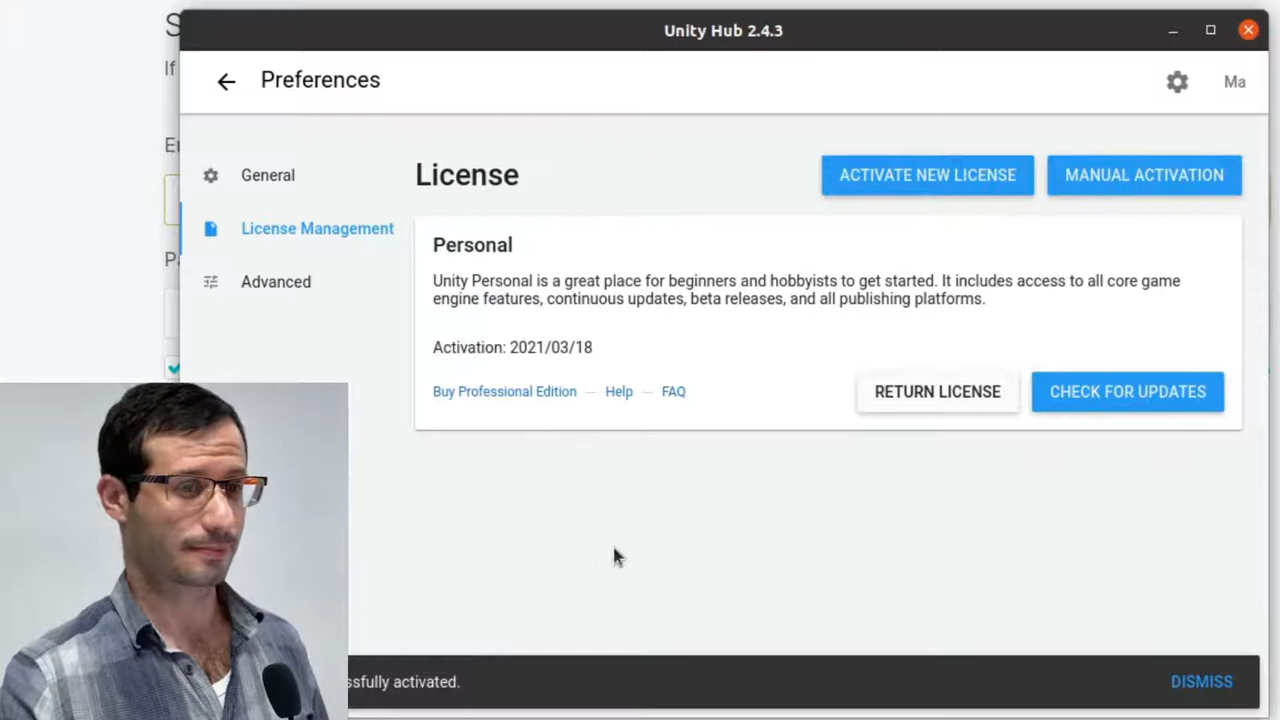 Unity Hub 2.4.3
Preferences
Ma
General
License Management
Advanced
License
ACTIVATE NEW LICENSE
MANUAL ACTIVATION
Personal
Unity Personal is a great place for beginners and hobbyists to get started. It includes access to all core game
engine features, continuous updates, beta releases, and all publishing platforms.
Activation: 2021/03/18
Buy Professional Edition — Help — FAQ
RETURN LICENSE
CHECK FOR UPDATES
ssfully activated.
DISMISS
S
If